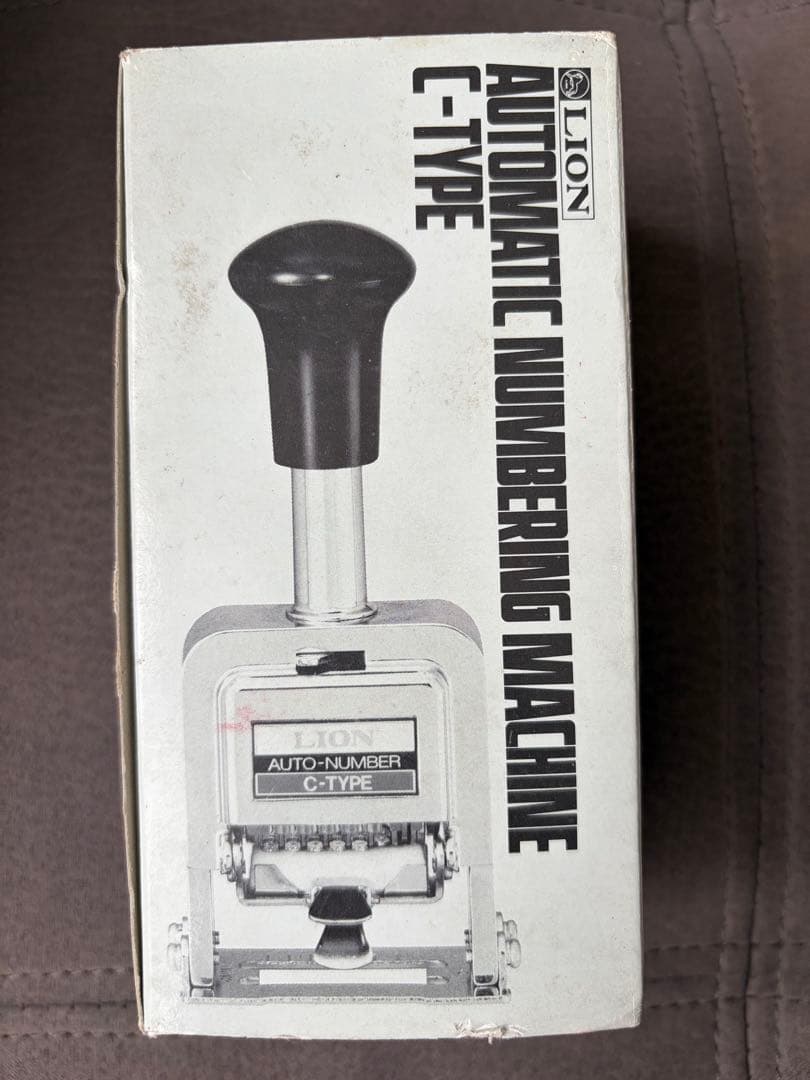 LION
AUTOMATIC NUMBERING MACHINE
C-TYPE
LION
AUTO-NUMBER
C-TYPE